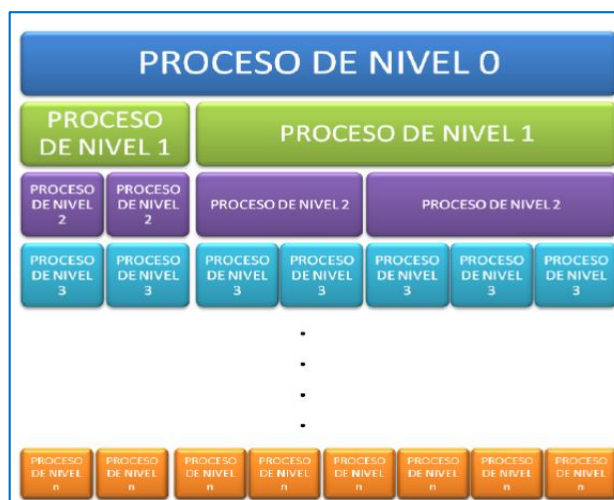 PROCESO DE NIVEL 0
PROCESO
DE NIVEL 1
PROCESO DE NIVEL 1
PROCESO
DE NIVEL
2
PROCESO
DE NIVEL
2
PROCESO DE NIVEL 2
PROCESO DE NIVEL 2
PROCESO
DE NIVEL
3
PROCESO
DE NIVEL
3
PROCESO
DE NIVEL
3
PROCESO
DE NIVEL
3
PROCESO
DE NIVEL
3
PROCESO
DE NIVEL
3
PROCESO
DE NIVEL
3
PROCESO
DE NIVEL
n
PROCESO
DE NIVEL
n
PROCESO
DE NIVEL
n
PROCESO
DE NIVEL
n
PROCESO
DE NIVEL
n
PROCESO
DE NIVEL
n
PROCESO
DE NIVEL
n
PROCESO
DE NIVEL
n